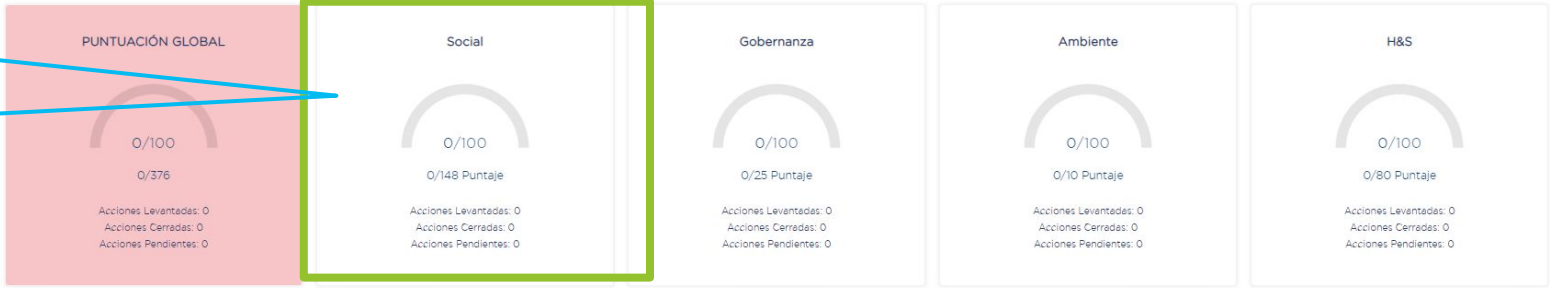 PUNTUACIÓN GLOBAL
0/100
0/376
Acciones Levantadas: 0
Acciones Cerradas: 0
Acciones Pendientes: 0
Social
0/100
0/148 Puntaje
Acciones Levantadas: 0
Acciones Cerradas: 0
Acciones Pendientes: 0
Gobernanza
0/100
0/25 Puntaje
Acciones Levantadas: 0
Acciones Cerradas: 0
Acciones Pendientes: 0
Ambiente
0/100
0/10 Puntaje
Acciones Levantadas: 0
Acciones Cerradas: 0
Acciones Pendientes: 0
H&S
0/100
0/80 Puntaje
Acciones Levantadas: 0
Acciones Cerradas: 0
Acciones Pendientes: 0